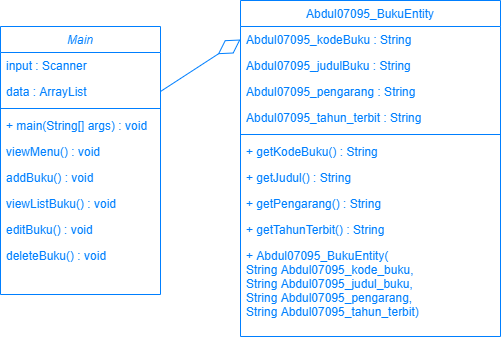 Main
input : Scanner
data : ArrayList
+ main(String[] args) : void
viewMenu() : void
addBuku() : void
viewListBuku() : void
editBuku() : void
deleteBuku() : void
Abdul07095_BukuEntity
Abdul07095_kodeBuku : String
Abdul07095_judulBuku : String
Abdul07095_pengarang : String
Abdul07095_tahun_terbit : String
+ getKodeBuku() : String
+ getJudul() : String
+ getPengarang() : String
+ getTahunTerbit() : String
+ Abdul07095_BukuEntity(
String Abdul07095_kode_buku,
String Abdul07095_judul_buku,
String Abdul07095_pengarang,
String Abdul07095_tahun_terbit)